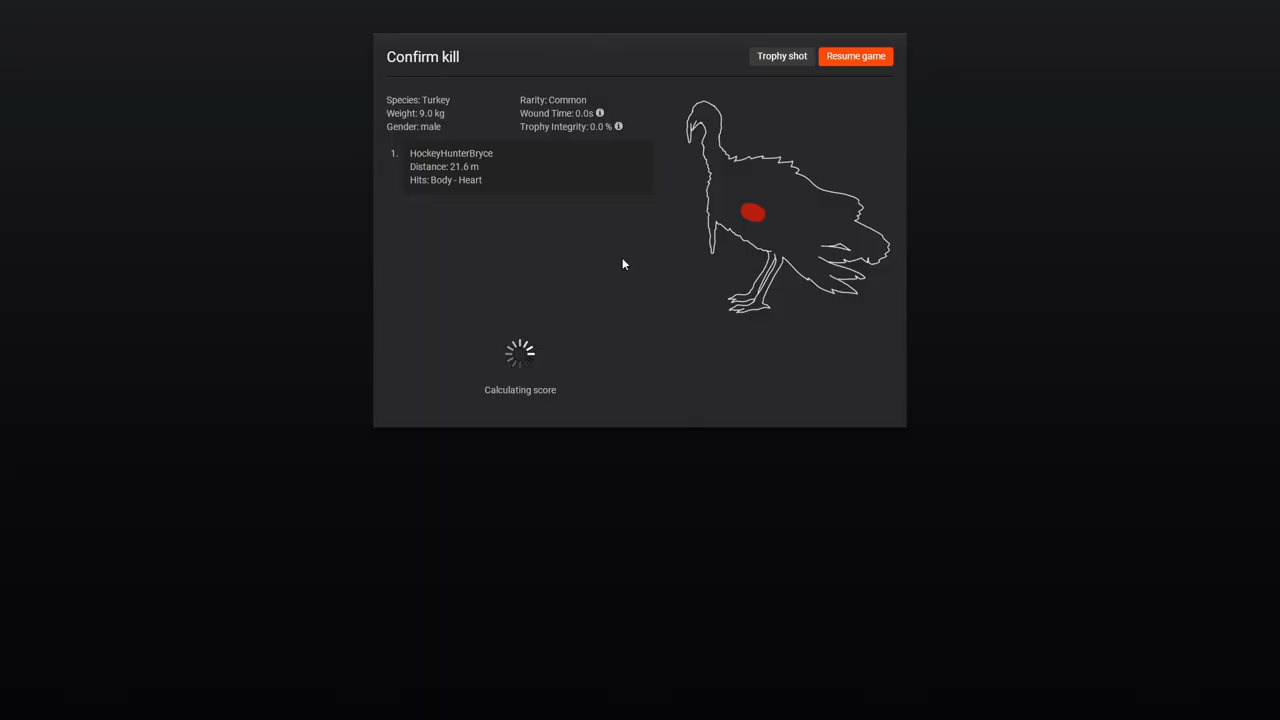 Confirm kill
Trophy shot
Resume game
Species: Turkey
Weight: 9.0 kg
Gender: male
Rarity: Common
Wound Time: 0.0s
Trophy Integrity: 0.0 %
1. HockeyHunterBryce
Distance: 21.6 m
Hits: Body - Heart
Calculating score